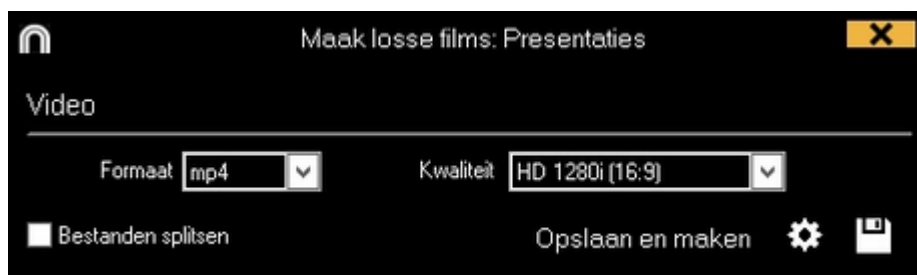 Maak losse films: Presentaties
Video
Formaat mp4 Kwaliteit HD 1280i (16:9)
Bestanden splitsen Opslaan en maken